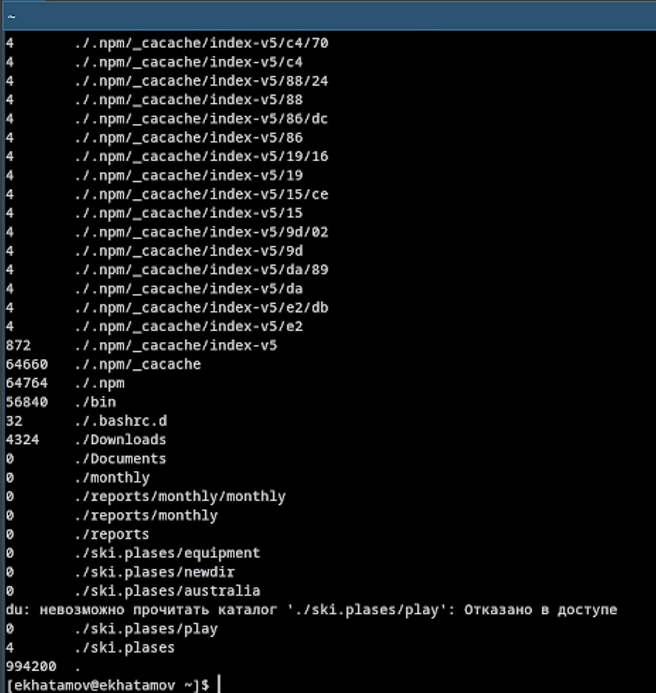 ~
4 ./.npm/_cacache/index-v5/c4/70
4 ./.npm/_cacache/index-v5/c4
4 ./.npm/_cacache/index-v5/88/24
4 ./.npm/_cacache/index-v5/88
4 ./.npm/_cacache/index-v5/86/dc
4 ./.npm/_cacache/index-v5/86
4 ./.npm/_cacache/index-v5/19/16
4 ./.npm/_cacache/index-v5/19
4 ./.npm/_cacache/index-v5/15/ce
4 ./.npm/_cacache/index-v5/15
4 ./.npm/_cacache/index-v5/9d/02
4 ./.npm/_cacache/index-v5/9d
4 ./.npm/_cacache/index-v5/da/89
4 ./.npm/_cacache/index-v5/da
4 ./.npm/_cacache/index-v5/e2/db
4 ./.npm/_cacache/index-v5/e2
872 ./.npm/_cacache/index-v5
64660 ./.npm/_cacache
64764 ./.npm
56840 ./bin
32 ./.bashrc.d
4324 ./Downloads
0 ./Documents
0 ./monthly
0 ./reports/monthly/monthly
0 ./reports/monthly
0 ./reports
0 ./ski.plases/equipment
0 ./ski.plases/newdir
0 ./ski.plases/australia
du: невозможно прочитать каталог './ski.plases/play': Отказано в доступе
0 ./ski.plases/play
4 ./ski.plases
994200 .
[ekhatamov@ekhatamov ~]$